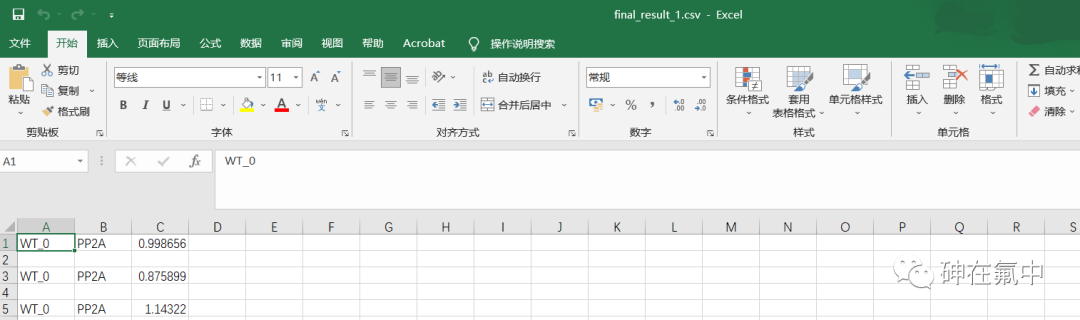 final_result_1.csv - Excel
文件 开始 插入 页面布局 公式 数据 审阅 视图 帮助 Acrobat 操作说明搜索
粘贴 剪切 复制 格式刷
等线 11 A A
B I U A wén 文
ab 自动换行
合并后居中
常规
% , .0 .00 .00 .0
条件格式 套用 表格格式 单元格样式
插入 删除 格式
Σ 自动求和
填充
清除
剪贴板 字体 对齐方式 数字 样式 单元格
A1 fx WT_0
A B C D E F G H I J K L M N O P Q R S
1 WT_0 PP2A 0.998656
2
3 WT_0 PP2A 0.875899
4
5 WT_0 PP2A 1.14322
砷在氟中